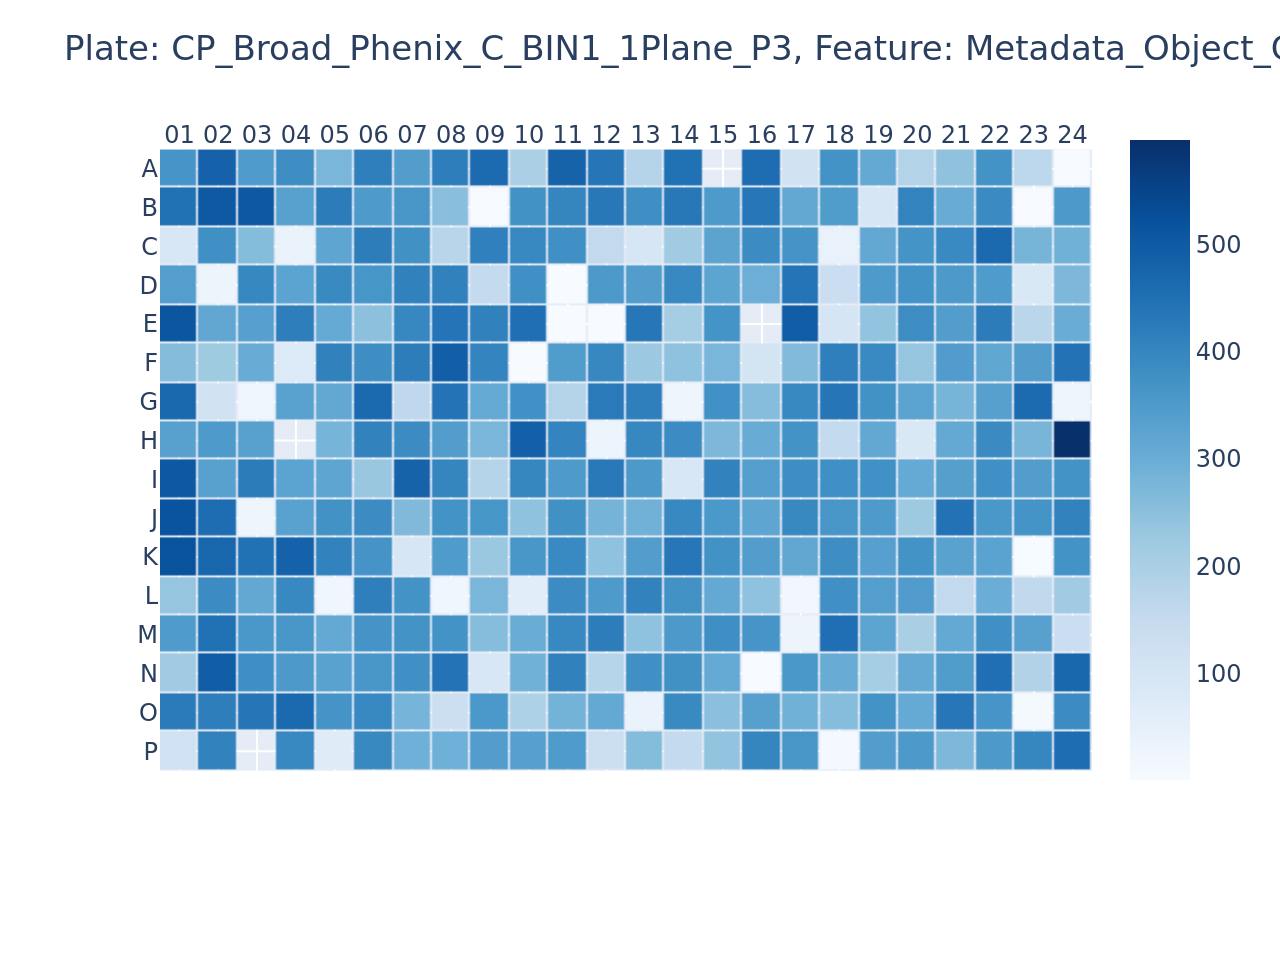 Plate: CP_Broad_Phenix_C_BIN1_1Plane_P3, Feature: Metadata_Object_
01 02 03 04 05 06 07 08 09 10 11 12 13 14 15 16 17 18 19 20 21 22 23 24
A
B
C
D
E
F
G
H
I
J
K
L
M
N
O
P
500
400
300
200
100